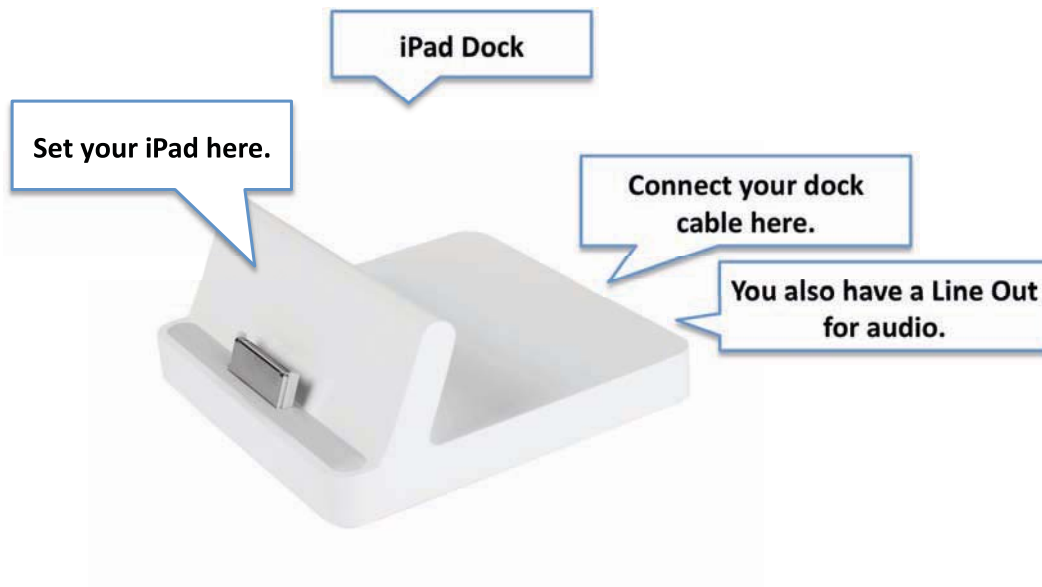 iPad Dock
Set your iPad here.
Connect your dock
cable here.
You also have a Line Out
for audio.